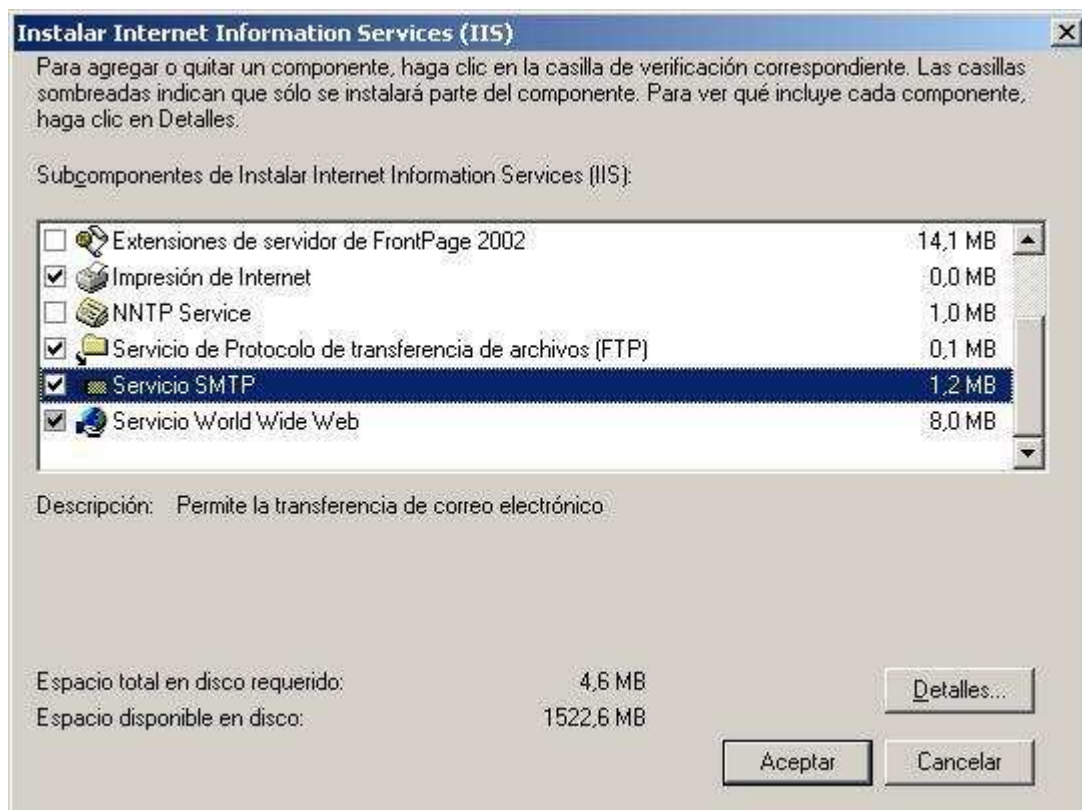 Instalar Internet Information Services (IIS)
Para agregar o quitar un componente, haga clic en la casilla de verificación correspondiente. Las casillas
sombreadas indican que sólo se instalará parte del componente. Para ver qué incluye cada componente,
haga clic en Detalles.
Subcomponentes de Instalar Internet Information Services (IIS):
Extensiones de servidor de FrontPage 2002 14,1 MB
Impresión de Internet 0,0 MB
NNTP Service 1,0 MB
Servicio de Protocolo de transferencia de archivos (FTP) 0,1 MB
Servicio SMTP 1,2 MB
Servicio World Wide Web 8,0 MB
Descripción: Permite la transferencia de correo electrónico
Espacio total en disco requerido: 4,6 MB
Espacio disponible en disco: 1522,6 MB
Detalles...
Aceptar Cancelar